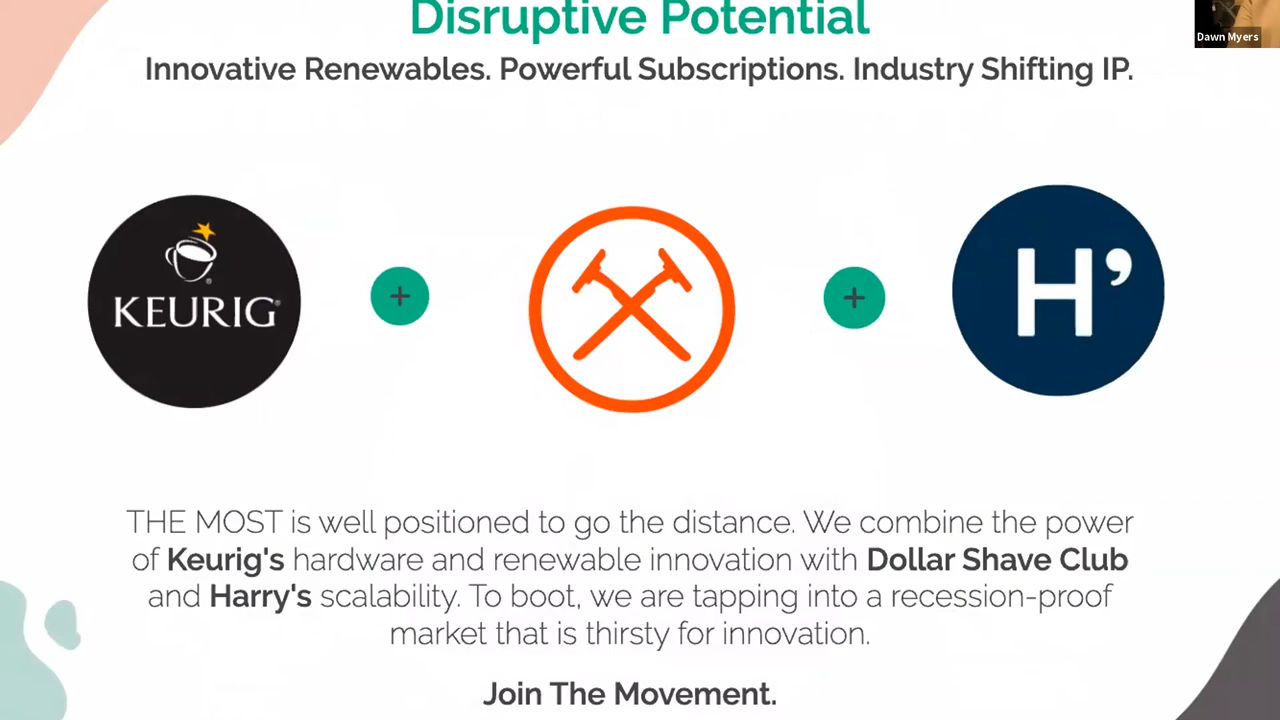 Disruptive Potential
Dawn Myers
Innovative Renewables. Powerful Subscriptions. Industry Shifting IP.
KEURIG®
+
+
H’
THE MOST is well positioned to go the distance. We combine the power
of Keurig's hardware and renewable innovation with Dollar Shave Club
and Harry's scalability. To boot, we are tapping into a recession-proof
market that is thirsty for innovation.
Join The Movement.